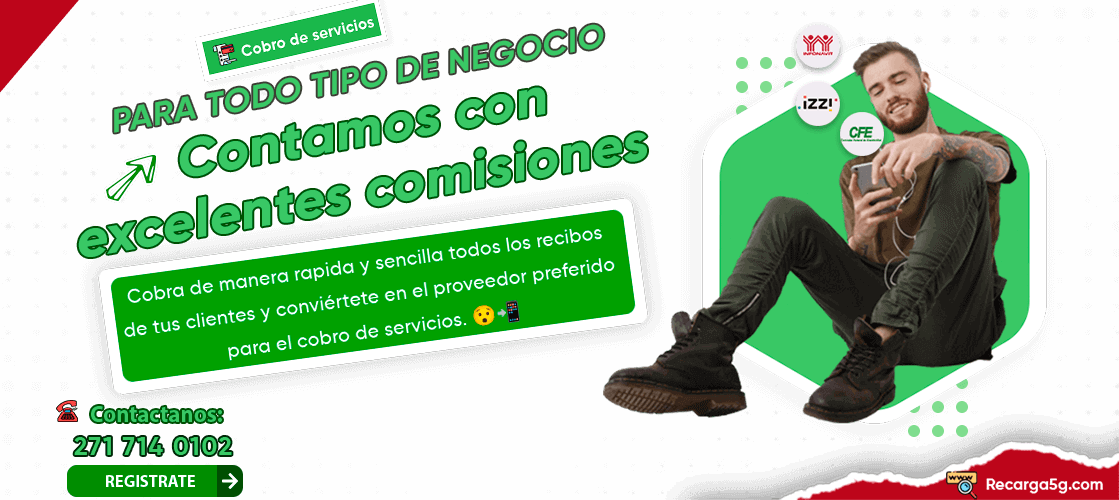 Cobro de servicios
PARA TODO TIPO DE NEGOCIO
Contamos con
excelentes comisiones
Cobra de manera rapida y sencilla todos los recibos
de tus clientes y conviértete en el proveedor preferido
para el cobro de servicios. 😯📲
Contactanos:
271 714 0102
REGISTRATE
INFONAVIT
izzi
CFE
www
Recarga5g.com